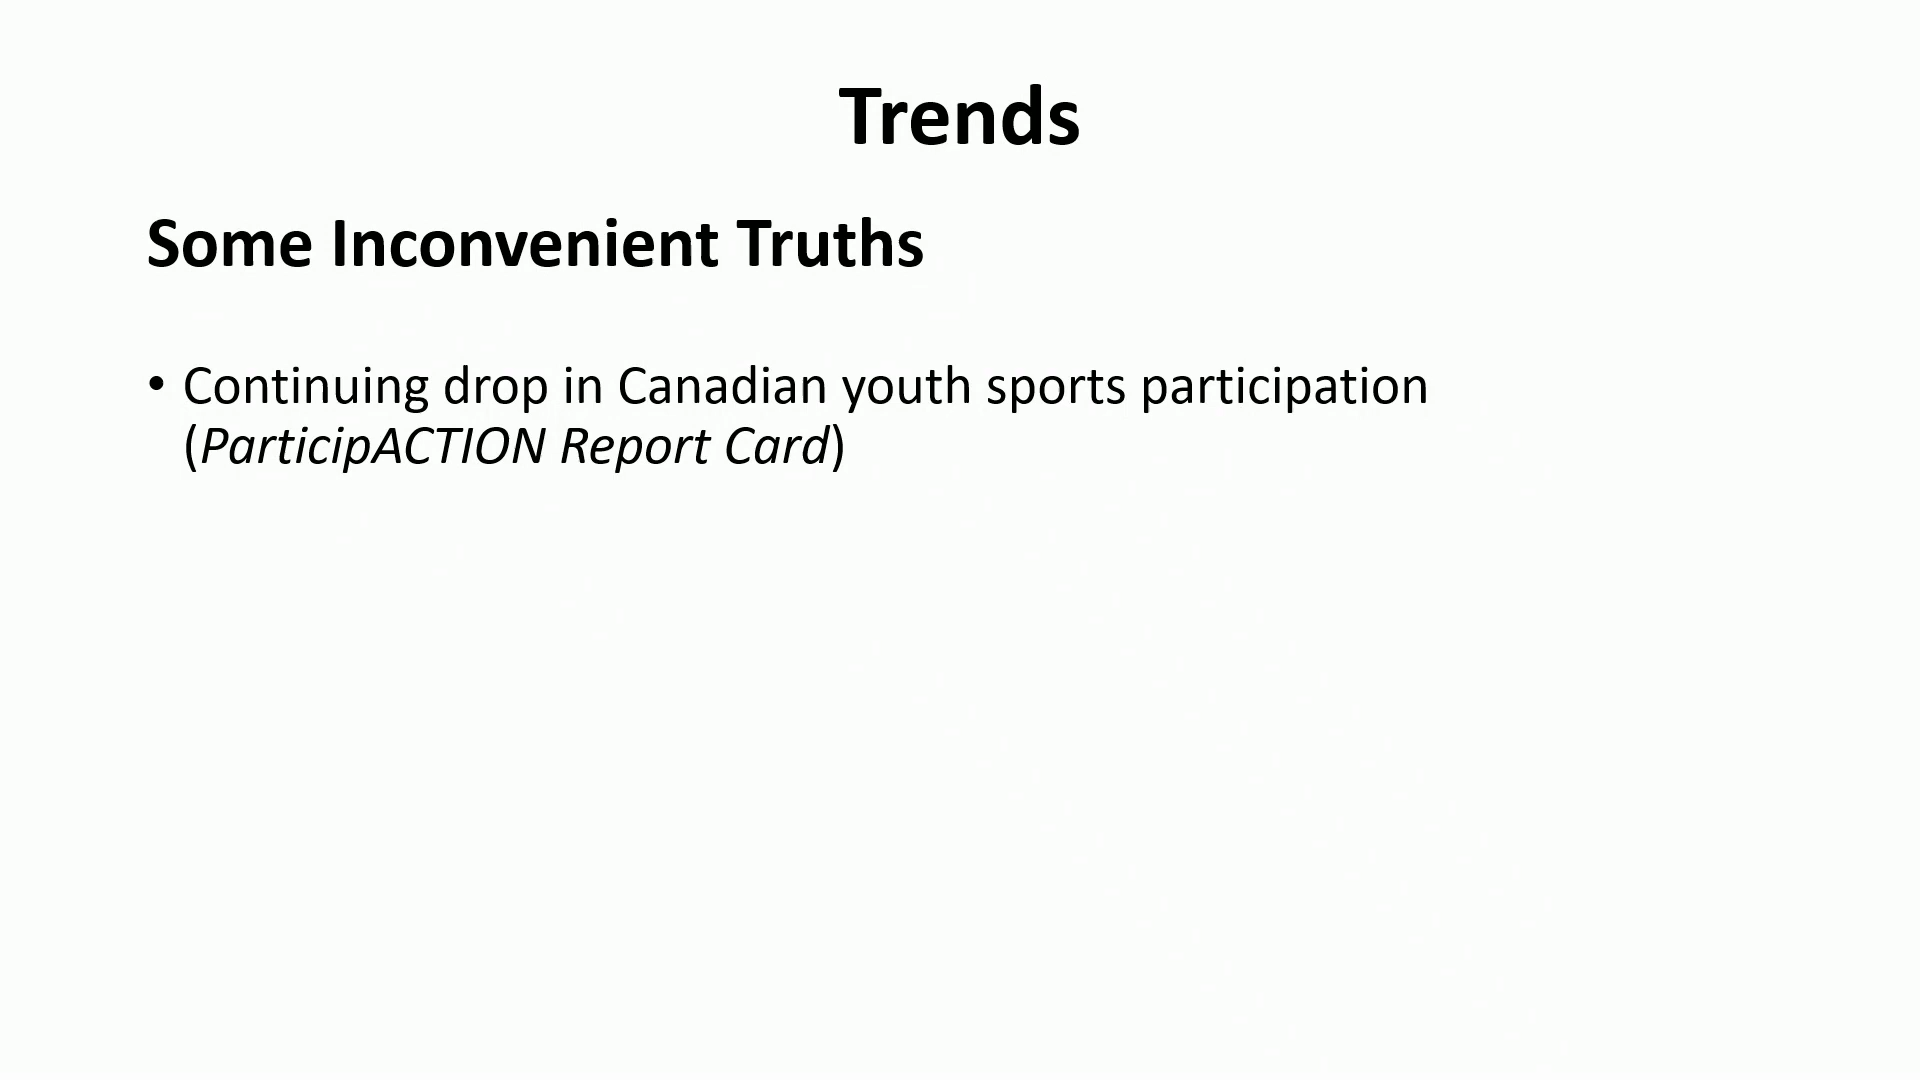 Trends
Some Inconvenient Truths
• Continuing drop in Canadian youth sports participation
(ParticipACTION Report Card)